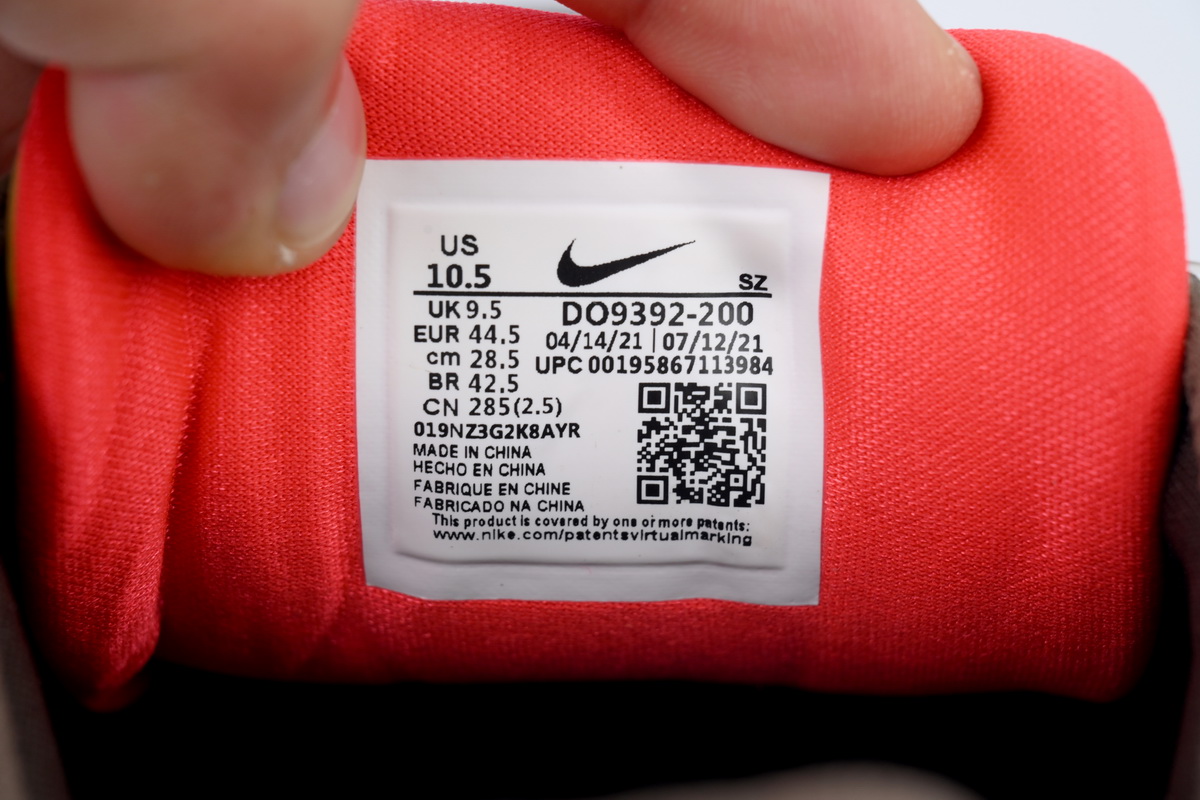 US
10.5
SZ
UK 9.5
EUR 44.5
cm 28.5
BR 42.5
CN 285(2.5)
DO9392-200
04/14/21 | 07/12/21
UPC 00195867113984
019NZ3G2K8AYR
MADE IN CHINA
HECHO EN CHINA
FABRIQUE EN CHINE
FABRICADO NA CHINA
This product is covered by one or more patents:
www.nike.com/patentsvirtualmarking